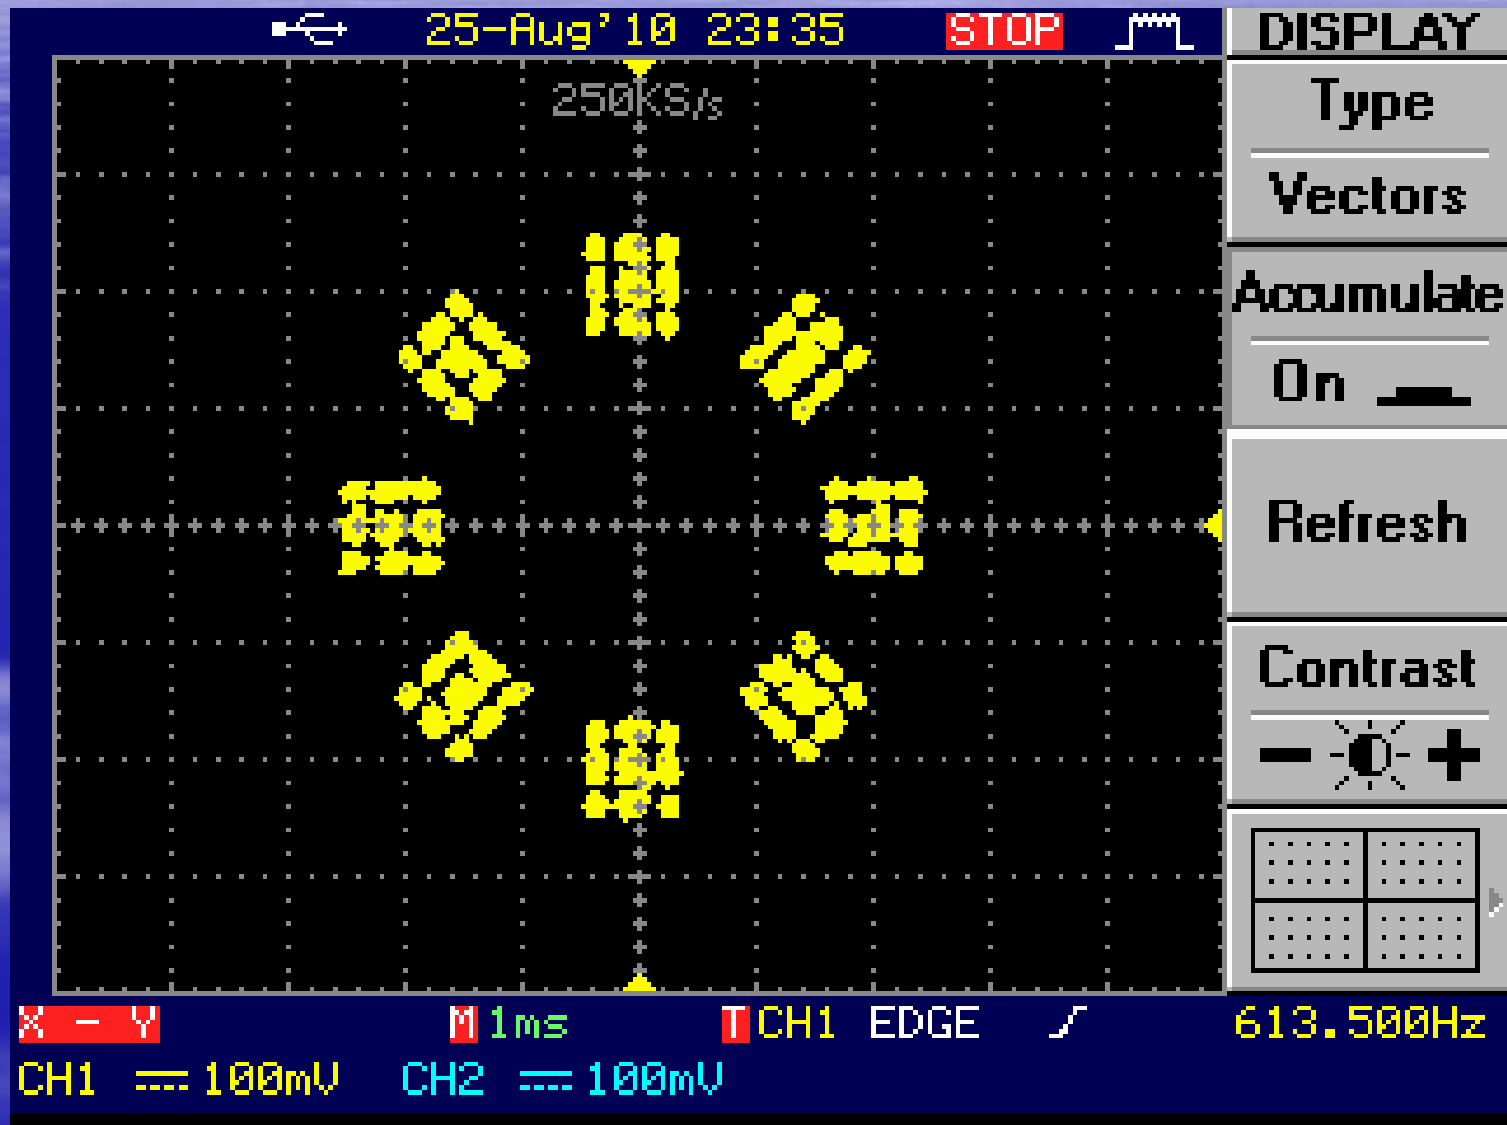 25-Aug'10 23:35 STOP DISPLAY
250KS/s
Type
Vectors
Accumulate
On
Refresh
Contrast
- +
X - Y M 1ms T CH1 EDGE 613.500Hz
CH1 100mV CH2 100mV